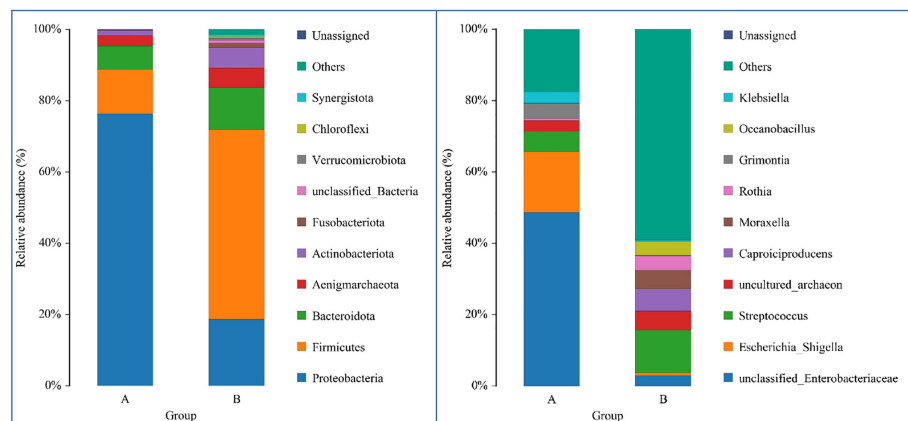 100%
80%
60%
40%
20%
0%
Relative abundance (%)
A
B
Group
Unassigned
Others
Synergistota
Chloroflexi
Verrucomicrobiota
unclassified_Bacteria
Fusobacteriota
Actinobacteriota
Aenigmarchaeota
Bacteroidota
Firmicutes
Proteobacteria
100%
80%
60%
40%
20%
0%
Relative abundance (%)
A
B
Group
Unassigned
Others
Klebsiella
Occanobacillus
Grimontia
Rothia
Moraxella
Caproiciproducens
uncultured_archaeon
Streptococcus
Escherichia_Shigella
unclassified_Enterobacteriaceae